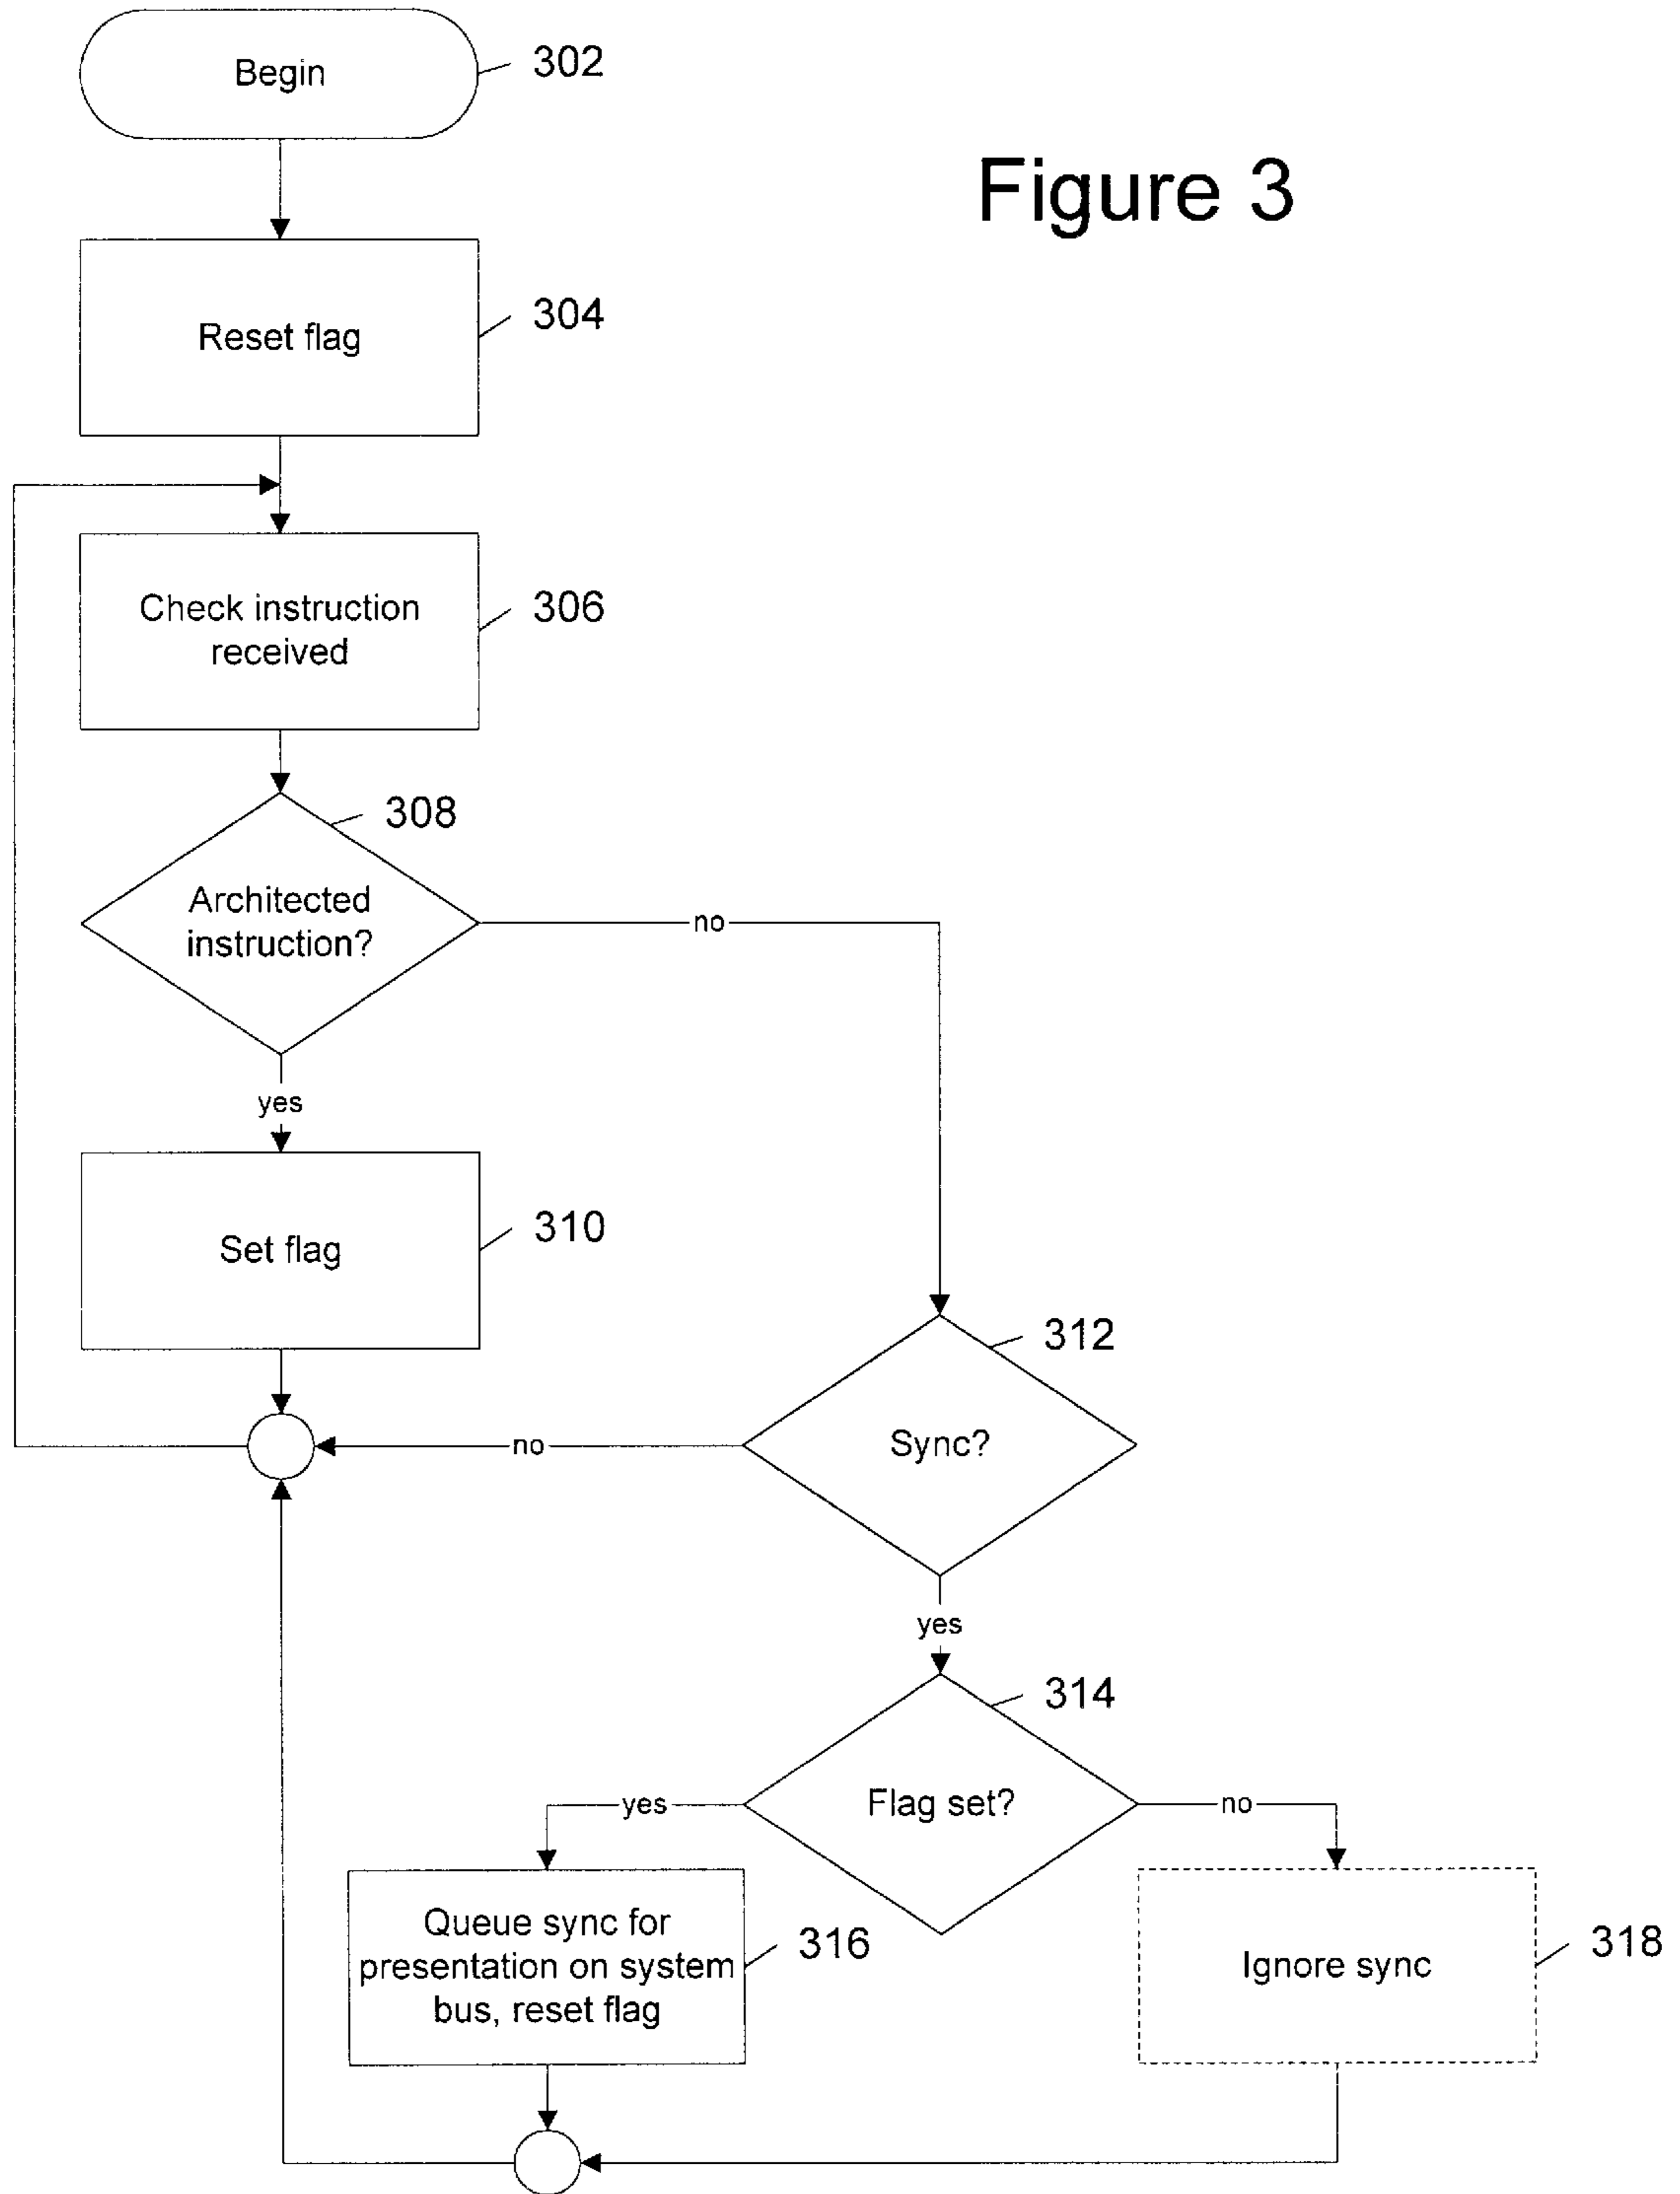 Begin
302
Figure 3
Reset flag
304
Check instruction
received
306
308
Architected
instruction?
no
yes
Set flag
310
312
Sync?
no
yes
314
Flag set?
yes
no
Queue sync for
presentation on system
bus, reset flag
316
Ignore sync
318